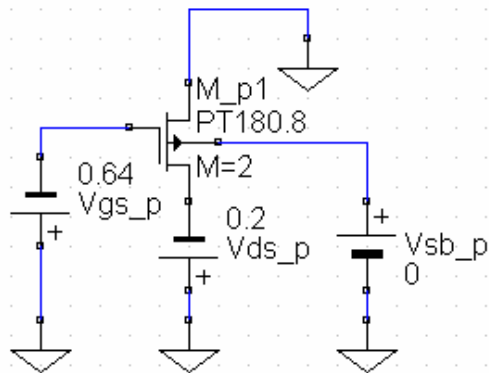 M_p1
PT180.8
M=2
0.64
Vgs_p
+
0.2
Vds_p
+
+
Vsb_p
0